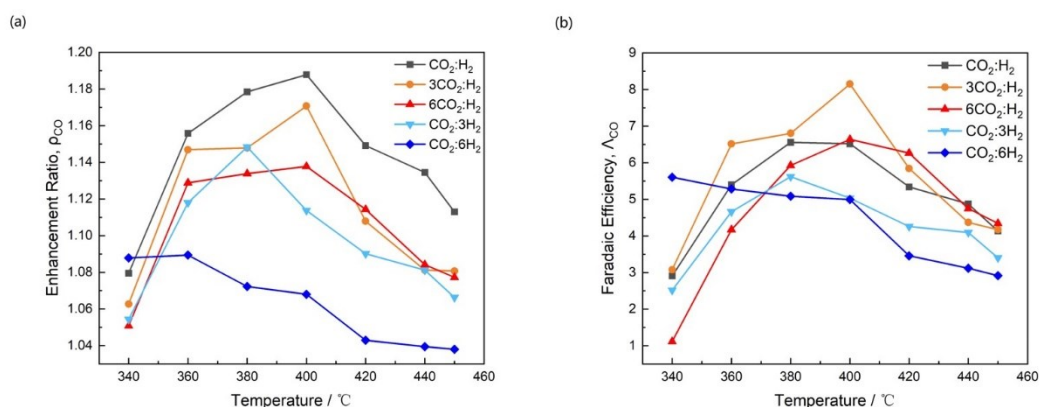 (a)
1.20
1.18
1.16
1.14
1.12
1.10
1.08
1.06
1.04
Enhancement Ratio, ρCO
CO₂:H₂
3CO₂:H₂
6CO₂:H₂
CO₂:3H₂
CO₂:6H₂
340 360 380 400 420 440 460
Temperature / ℃
(b)
9
8
7
6
5
4
3
2
1
Faradaic Efficiency, ΛCO
CO₂:H₂
3CO₂:H₂
6CO₂:H₂
CO₂:3H₂
CO₂:6H₂
340 360 380 400 420 440 460
Temperature / ℃